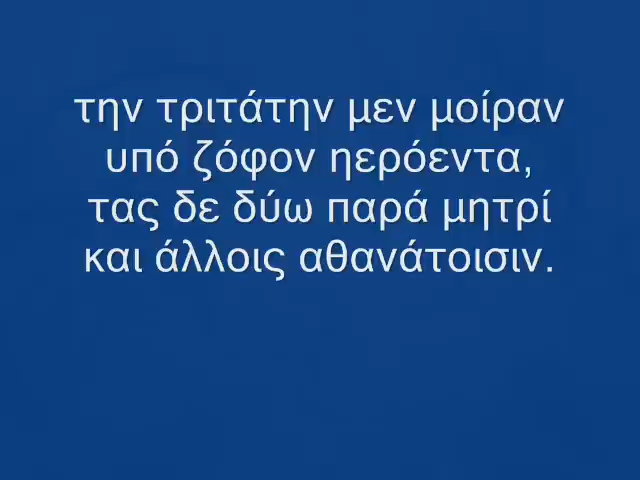 την τριτάτην μεν μοίραν
υπό ζόφον ηερόεντα,
τας δε δύω παρά μητρί
και άλλοις αθανάτοισιν.